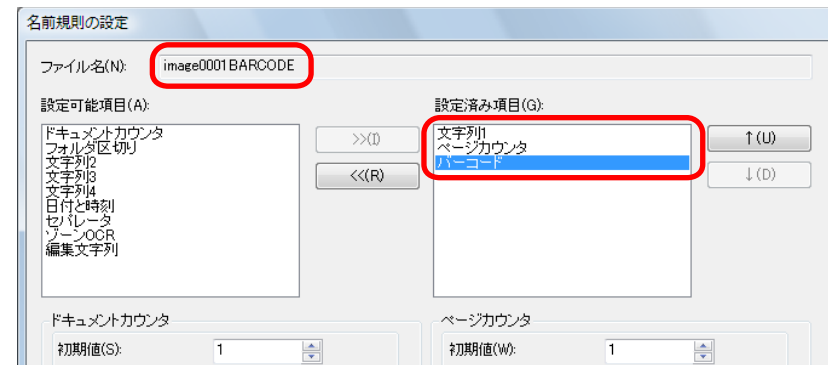 名前規則の設定
ファイル名(N): image0001BARCODE
設定可能項目(A):
ドキュメントカウンタ
フォルダ区切り
文字列2
文字列3
文字列4
日付と時刻
セパレータ
ゾーンOCR
編集文字列
>>(I)
<<(R)
設定済み項目(G):
文字列1
ページカウンタ
バーコード
↑(U)
↓(D)
ドキュメントカウンタ
初期値(S): 1
ページカウンタ
初期値(W): 1